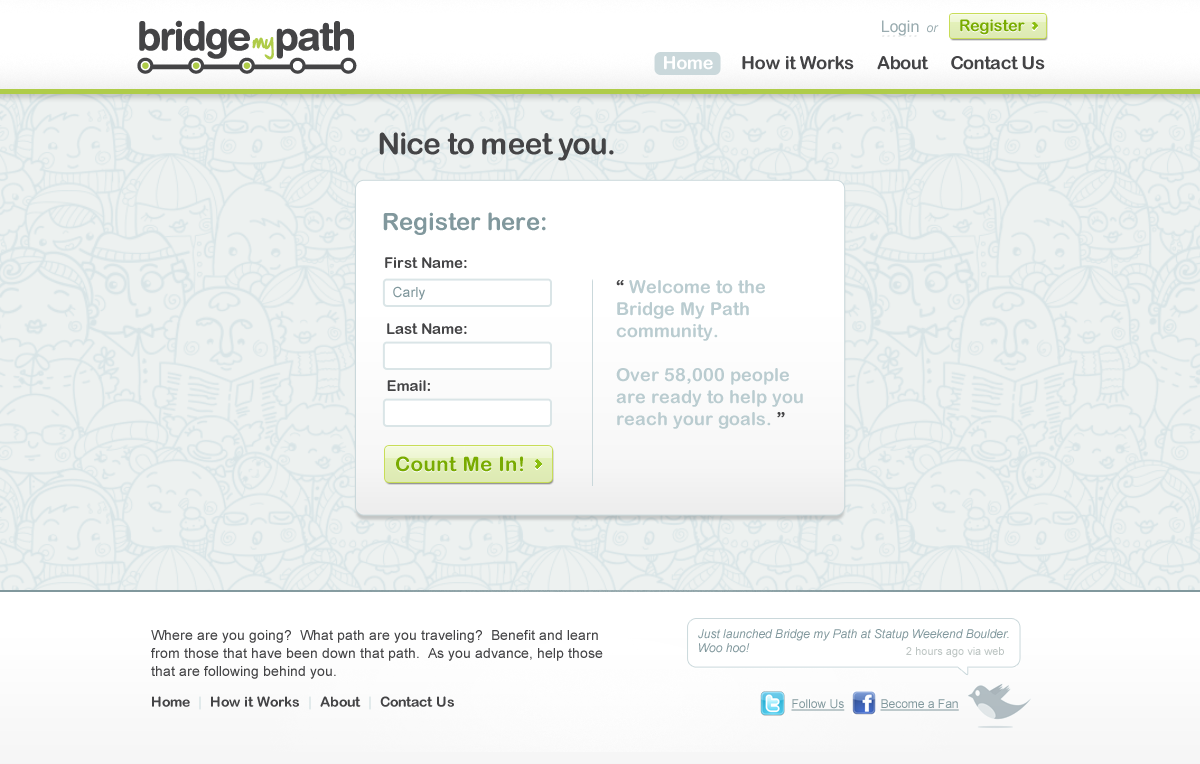 bridge my path
Login or Register
Home How it Works About Contact Us
Nice to meet you.
Register here:
First Name:
Carly
Last Name:
Email:
Count Me In!
“ Welcome to the
Bridge My Path
community.
Over 58,000 people
are ready to help you
reach your goals. ”
Where are you going? What path are you traveling? Benefit and learn
from those that have been down that path. As you advance, help those
that are following behind you.
Home | How it Works | About | Contact Us
Just launched Bridge my Path at Statup Weekend Boulder.
Woo hoo!
2 hours ago via web
Follow Us Become a Fan